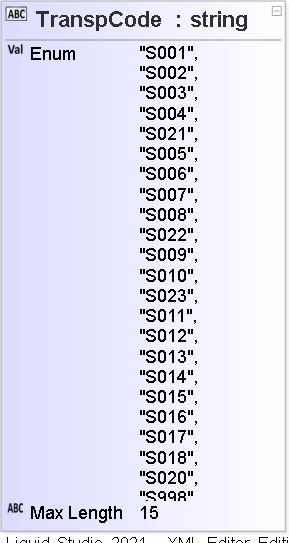 ABC TranspCode : string
Val Enum "S001",
"S002",
"S003",
"S004",
"S021",
"S005",
"S006",
"S007",
"S008",
"S022",
"S009",
"S010",
"S023",
"S011",
"S012",
"S013",
"S014",
"S015",
"S016",
"S017",
"S018",
"S020",
"S998"
ABC Max Length 15
Liquid Studio 2021 - XML Editor Editi